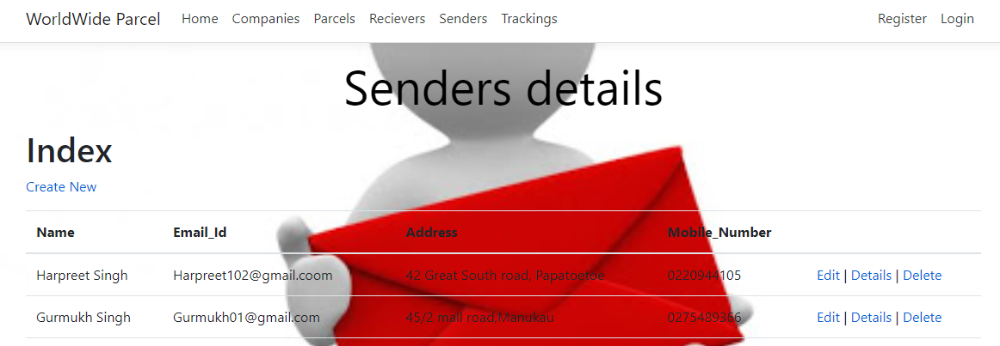 WorldWide Parcel Home Companies Parcels Recievers Senders Trackings Register Login
Senders details
Index
Create New
Name Email_Id Address Mobile_Number
Harpreet Singh Harpreet102@gmail.coom 42 Great South road, Papatoetoe 0220944105 Edit | Details | Delete
Gurmukh Singh Gurmukh01@gmail.com 45/2 mall road Manukau 0275489366 Edit | Details | Delete